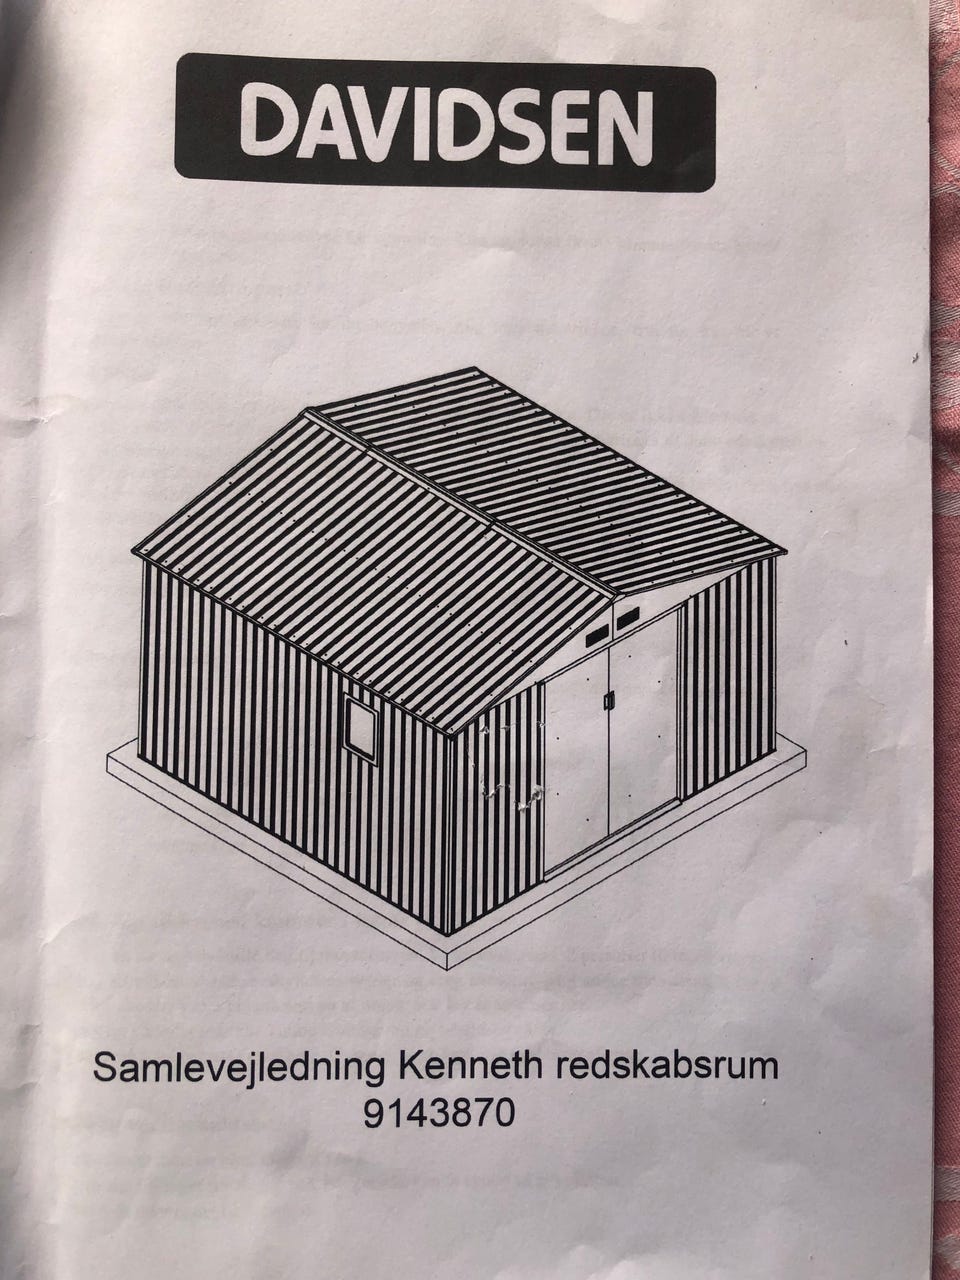 DAVIDSEN
Samlevejledning Kenneth redskabsrum
9143870